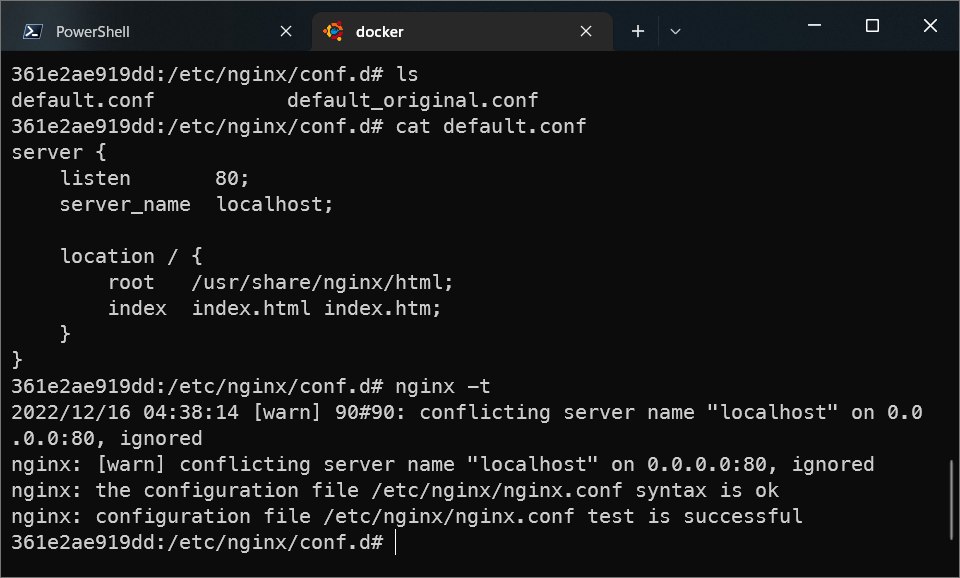 PowerShell
docker
361e2ae919dd:/etc/nginx/conf.d# ls
default.conf           default_original.conf
361e2ae919dd:/etc/nginx/conf.d# cat default.conf
server {
    listen       80;
    server_name  localhost;

    location / {
        root   /usr/share/nginx/html;
        index  index.html index.htm;
    }
}
361e2ae919dd:/etc/nginx/conf.d# nginx -t
2022/12/16 04:38:14 [warn] 90#90: conflicting server name "localhost" on 0.0
.0.0:80, ignored
nginx: [warn] conflicting server name "localhost" on 0.0.0.0:80, ignored
nginx: the configuration file /etc/nginx/nginx.conf syntax is ok
nginx: configuration file /etc/nginx/nginx.conf test is successful
361e2ae919dd:/etc/nginx/conf.d#